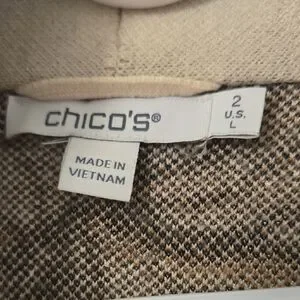 chico's®
2
U.S.
L
MADE IN
VIETNAM